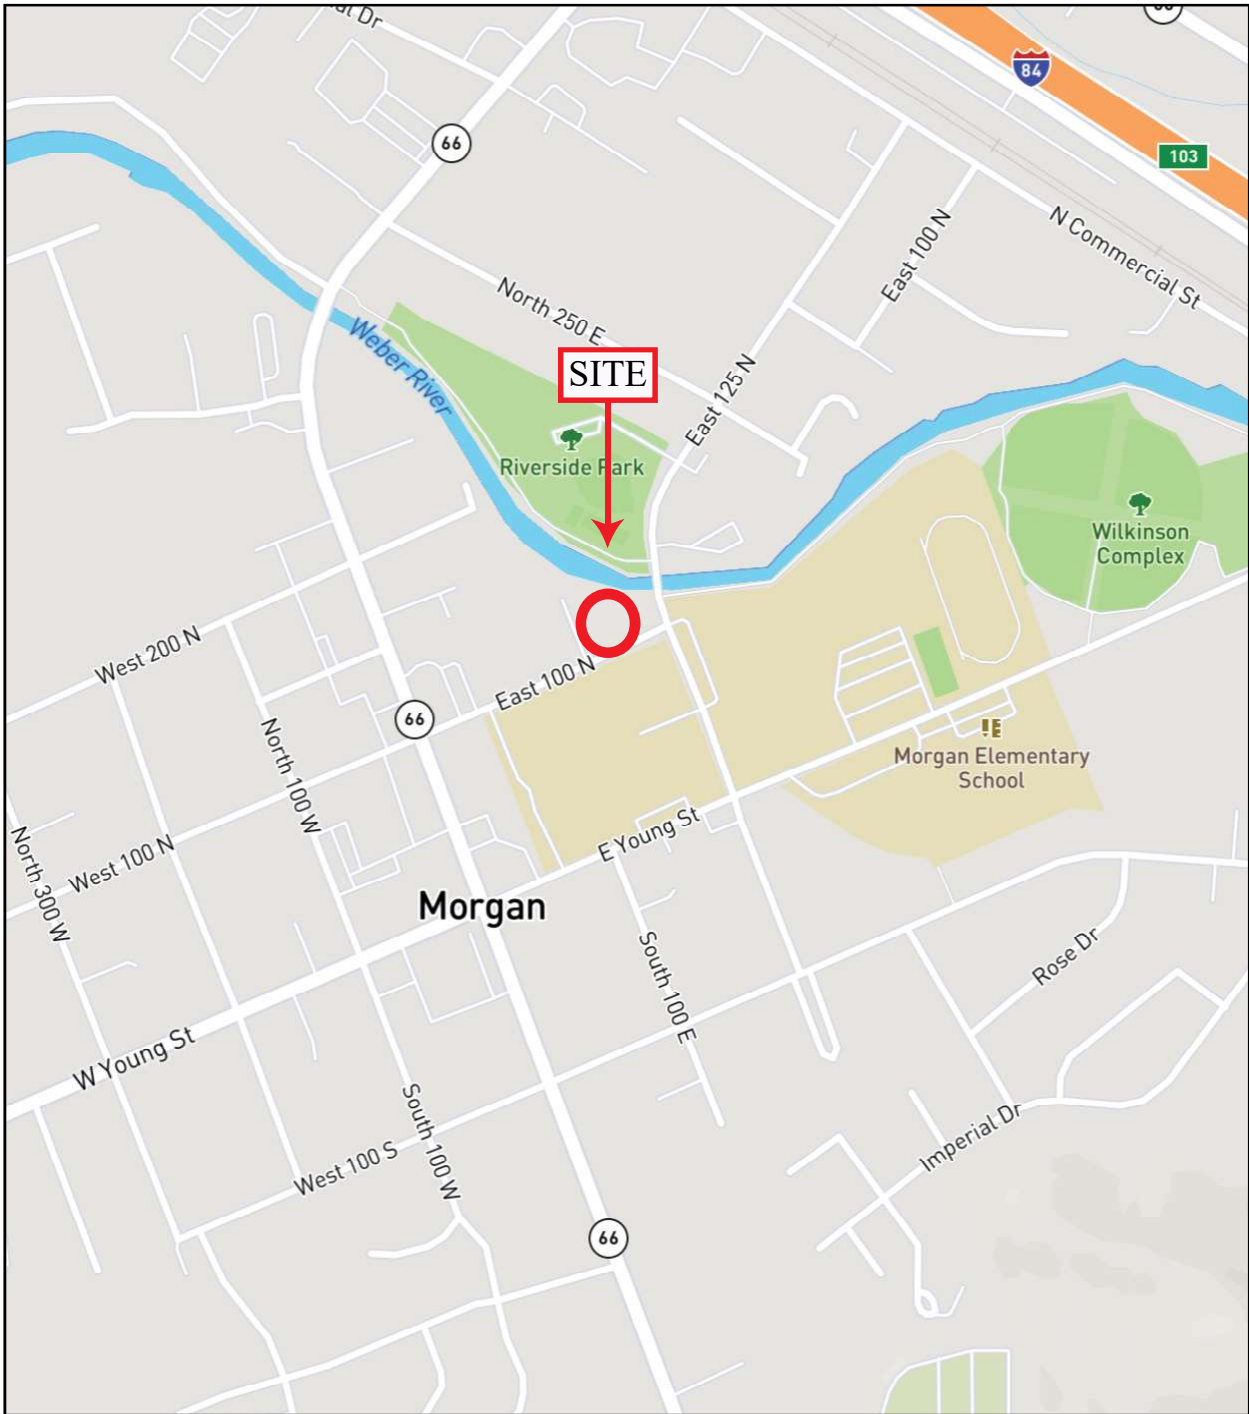 al Dr
66
84
103
66
N Commercial St
East 100 N
North 250 E
Weber River
SITE
East 125 N
Riverside Park
Wilkinson
Complex
West 200 N
East 100 N
66
North 100 W
Morgan Elementary
School
E Young St
West 100 N
North 300 W
Morgan
South 100 E
Rose Dr
W Young St
South 100 W
Imperial Dr
West 100 S
66